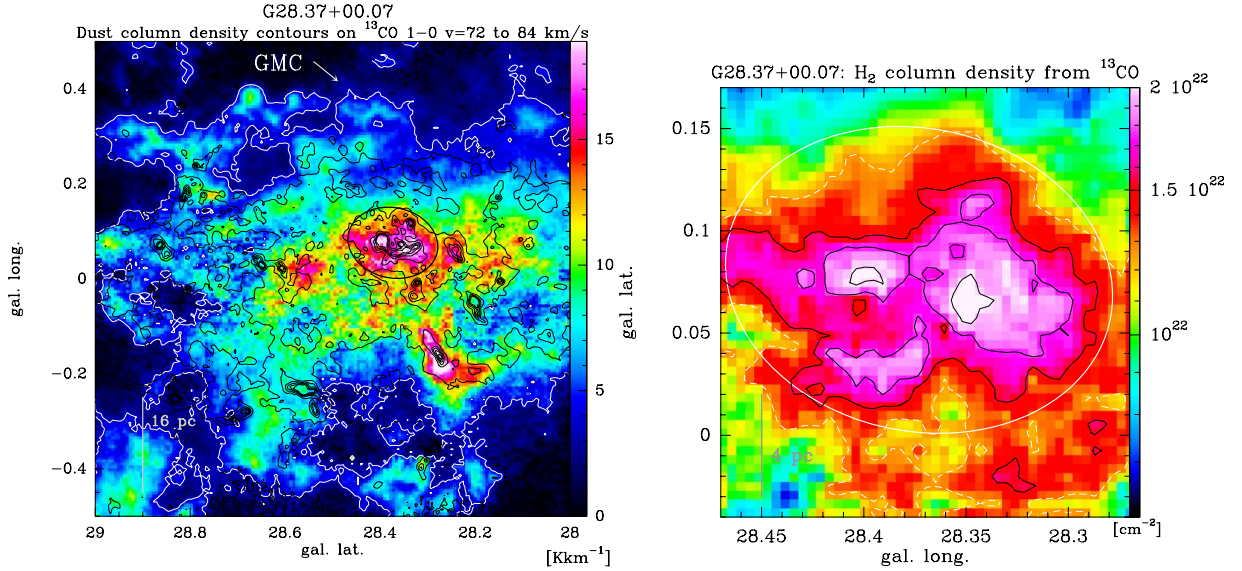 G28.37+00.07
Dust column density contours on ¹³CO 1−0 v=72 to 84 km/s
GMC
0.4
0.2
0
−0.2
−0.4
gal. long.
16 pc
29
28.8
28.6
28.4
28.2
28
gal. lat.
15
10
5
0
[Kkm⁻¹]
G28.37+00.07: H₂ column density from ¹³CO
gal. lat.
0.15
0.1
0.05
0
4 pc
28.45
28.4
28.35
28.3
gal. long.
2 10²²
1.5 10²²
10²²
[cm⁻²]